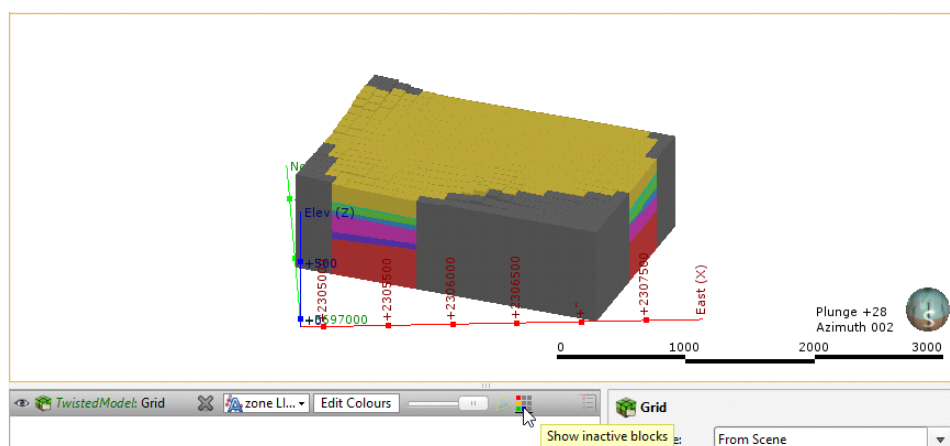 No
Elev (Z)
+500
+2305000
+2305500
+2306000
+2306500
+2307500
East (X)
Plunge +28
Azimuth 002
0
1000
2000
3000
TwistedModel: Grid
zone LI...
Edit Colours
Grid
Show inactive blocks
From Scene